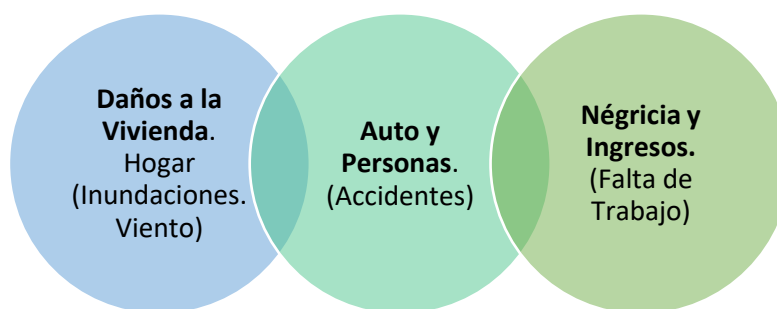 Daños a la
Vivienda.
Hogar
(Inundaciones.
Viento)
Auto y
Personas.
(Accidentes)
Négricia y
Ingresos.
(Falta de
Trabajo)